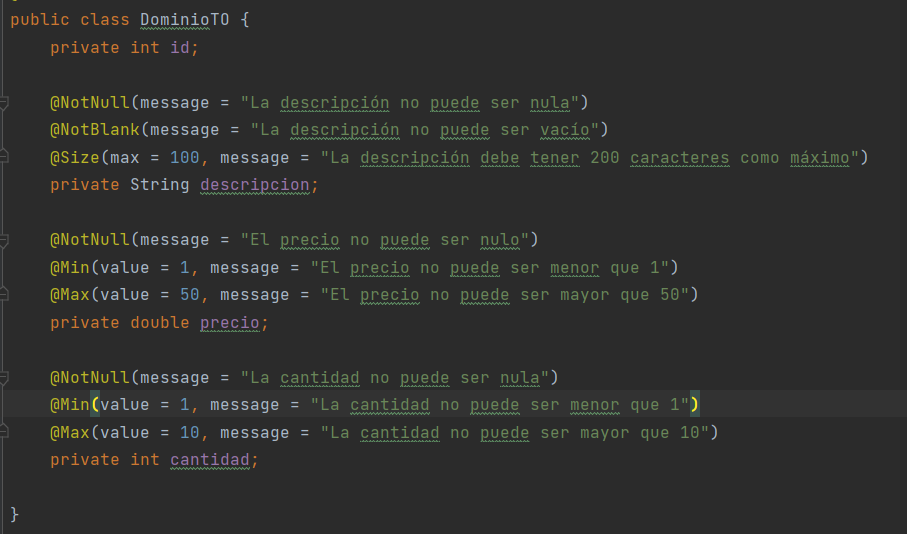 public class DominioTO {
private int id;
@NotNull(message = "La descripción no puede ser nula")
@NotBlank(message = "La descripción no puede ser vacío")
@Size(max = 100, message = "La descripción debe tener 200 caracteres como máximo")
private String descripcion;
@NotNull(message = "El precio no puede ser nulo")
@Min(value = 1, message = "El precio no puede ser menor que 1")
@Max(value = 50, message = "El precio no puede ser mayor que 50")
private double precio;
@NotNull(message = "La cantidad no puede ser nula")
@Min(value = 1, message = "La cantidad no puede ser menor que 1")
@Max(value = 10, message = "La cantidad no puede ser mayor que 10")
private int cantidad;
}